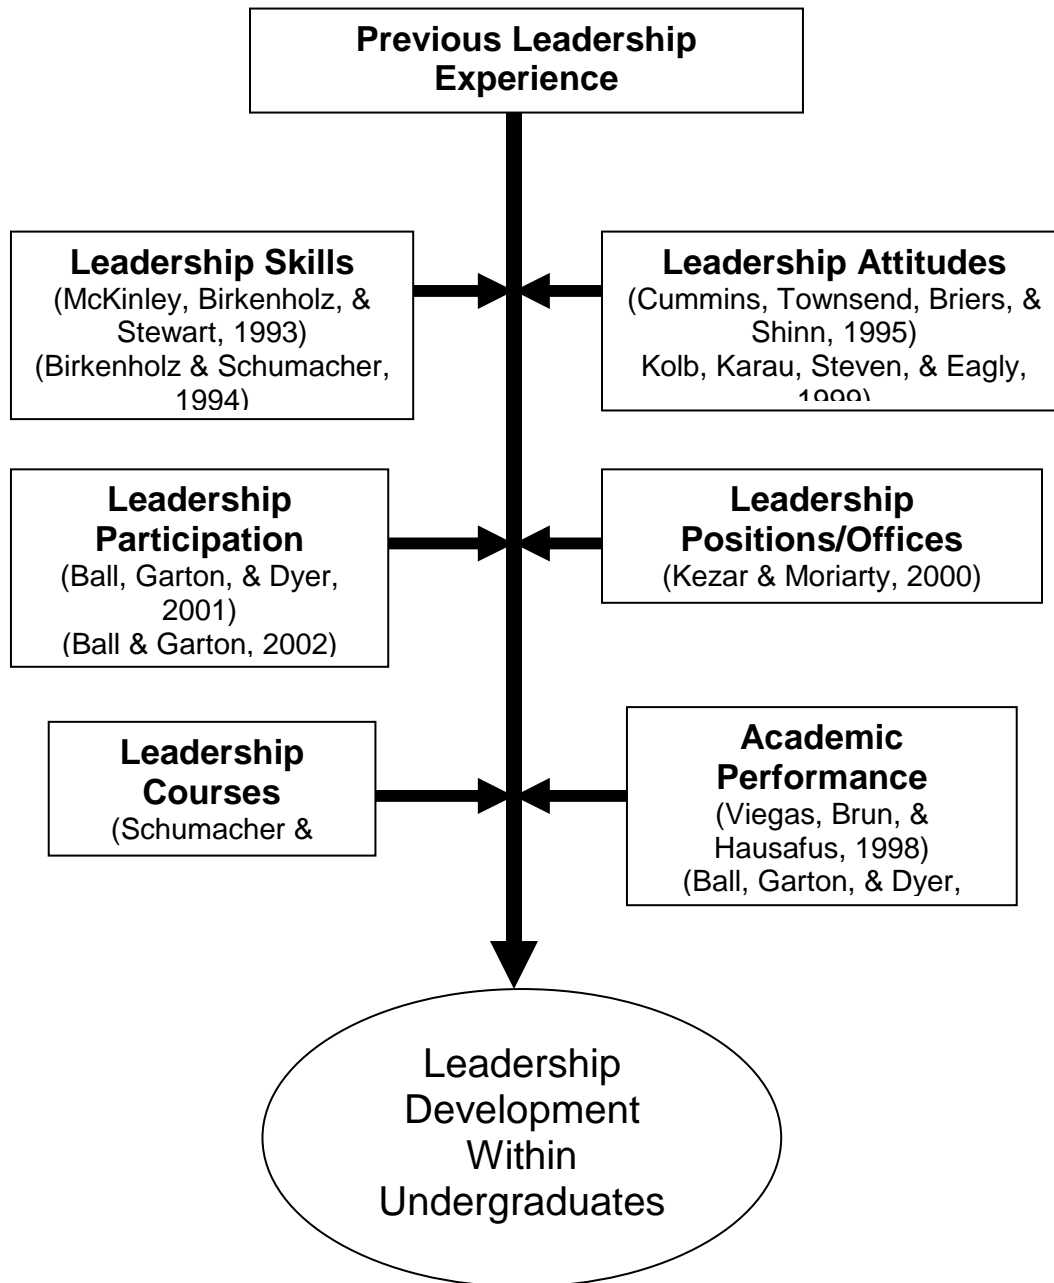 Previous Leadership
Experience
Leadership Skills
(McKinley, Birkenholz, &
Stewart, 1993)
(Birkenholz & Schumacher,
1994)
Leadership Attitudes
(Cummins, Townsend, Briers, &
Shinn, 1995)
Kolb, Karau, Steven, & Eagly,
1999)
Leadership
Participation
(Ball, Garton, & Dyer,
2001)
(Ball & Garton, 2002)
Leadership
Positions/Offices
(Kezar & Moriarty, 2000)
Leadership
Courses
(Schumacher &
Academic
Performance
(Viegas, Brun, &
Hausafus, 1998)
(Ball, Garton, & Dyer,
Leadership
Development
Within
Undergraduates